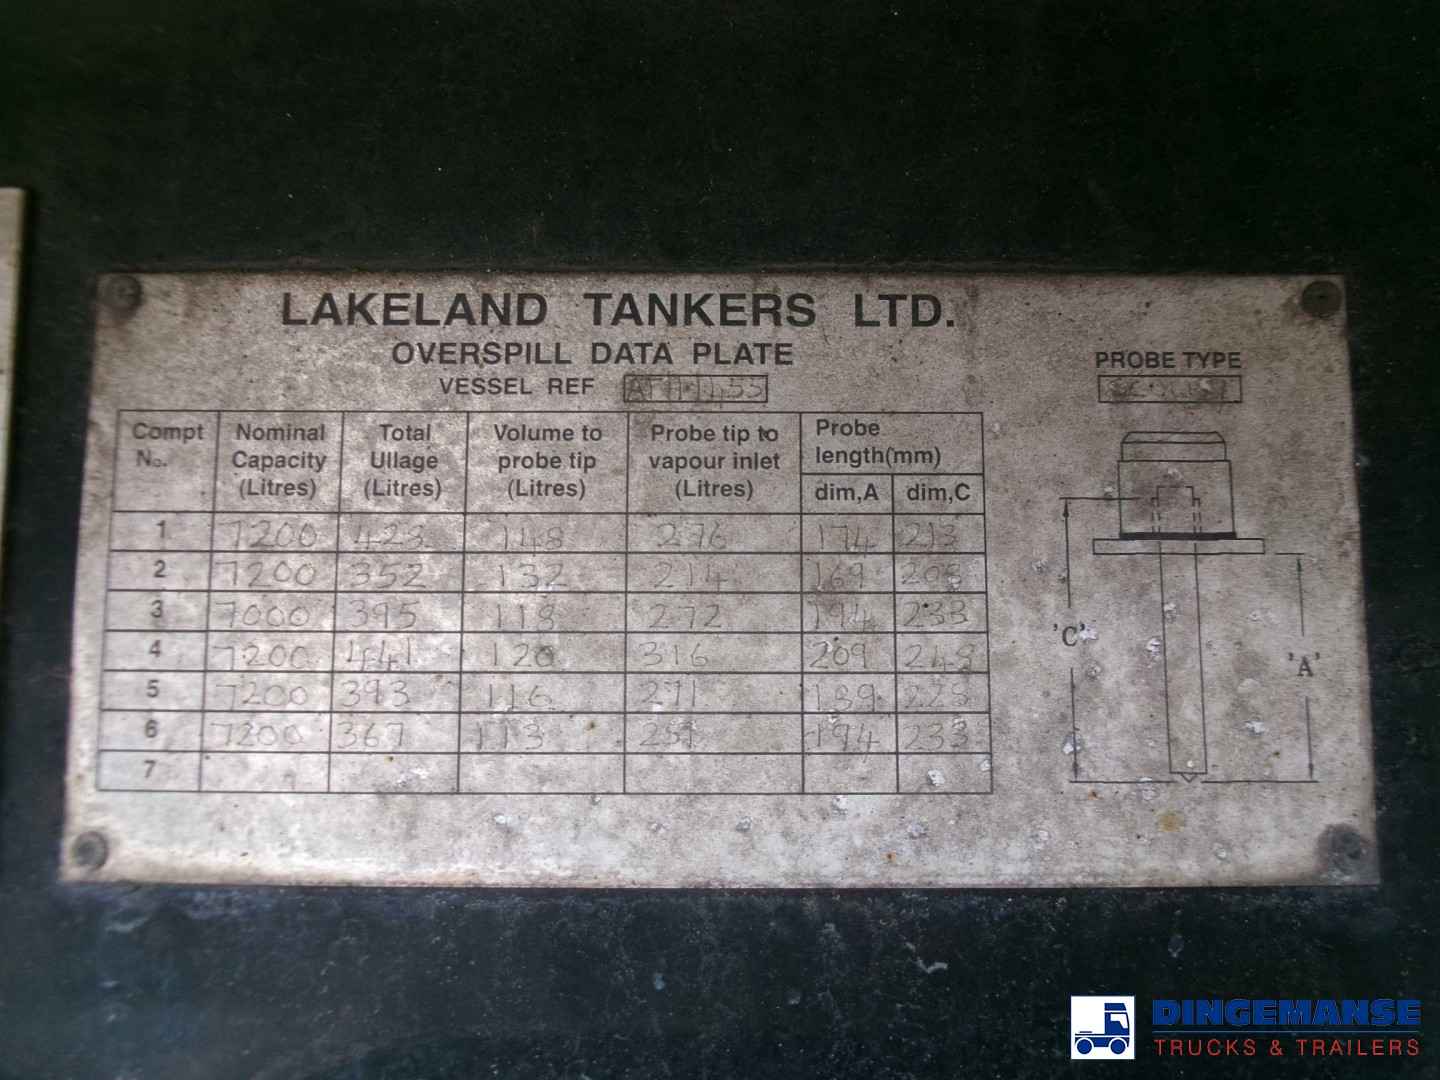 LAKELAND TANKERS LTD.
OVERSPILL DATA PLATE
VESSEL REF
PROBE TYPE
Compt No. Nominal Capacity (Litres) Total Ullage (Litres) Volume to probe tip (Litres) Probe tip to vapour inlet (Litres) Probe length(mm) dim,A dim,C
1 7200 428 148 276 174 213
2 7200 352 132 214 169 208
3 7000 395 118 272 194 233
4 7200 441 120 316 209 248
5 7200 393 116 271 189 228
6 7200 367 113 194 233
7
'C'
'A'
DINGEMANSE
TRUCKS & TRAILERS